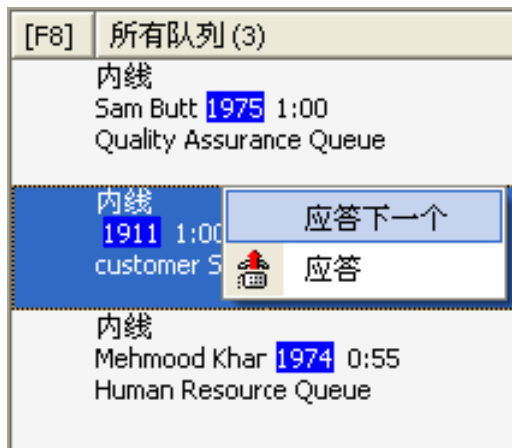 [F8] 所有队列 (3)
内线
Sam Butt 1975 1:00
Quality Assurance Queue
内线
1911 1:00
customer S
应答下一个
应答
内线
Mehmood Khan 1974 0:55
Human Resource Queue